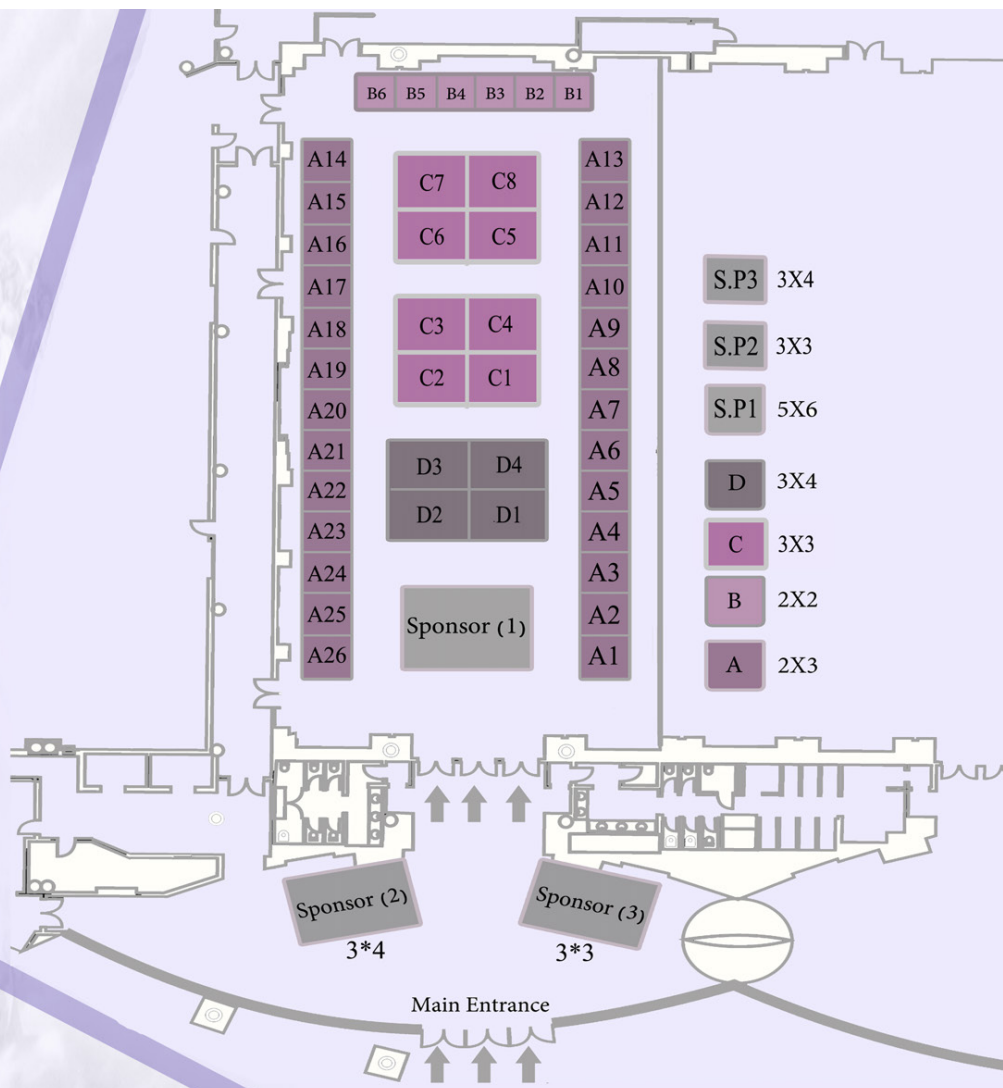 B6 B5 B4 B3 B2 B1
A14
A15
A16
A17
A18
A19
A20
A21
A22
A23
A24
A25
A26
C7 C8
C6 C5
C3 C4
C2 C1
D3 D4
D2 .D1
Sponsor (1)
A13
A12
A11
A10
A9
A8
A7
A6
A5
A4
A3
A2
A1
S.P3 3X4
S.P2 3X3
S.P1 5X6
D 3X4
C 3X3
B 2X2
A 2X3
Sponsor (2)
3*4
Sponsor (3)
3*3
Main Entrance